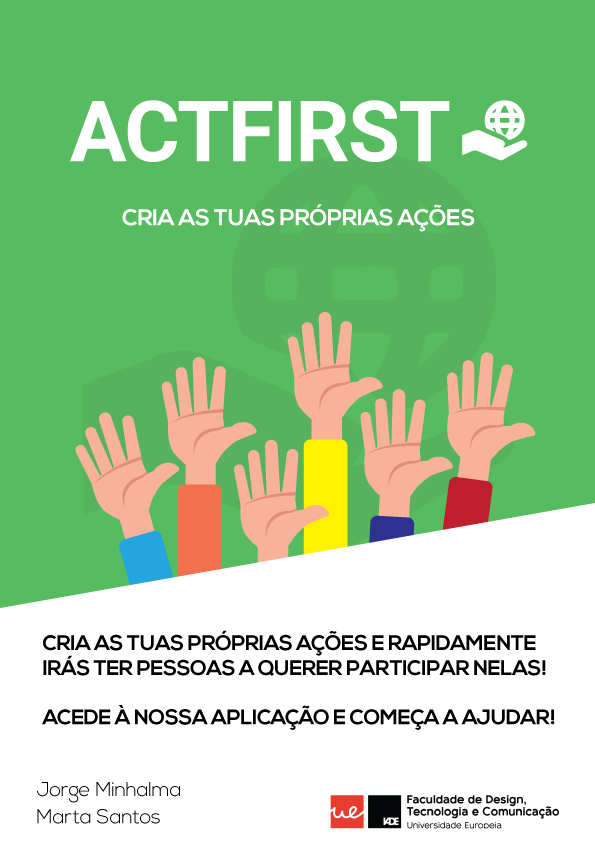 ACTFIRST
CRIA AS TUAS PRÓPRIAS AÇÕES
CRIA AS TUAS PRÓPRIAS AÇÕES E RAPIDAMENTE
IRÁS TER PESSOAS A QUERER PARTICIPAR NELAS!
ACEDE À NOSSA APLICAÇÃO E COMEÇA A AJUDAR!
Jorge Minhalma
Marta Santos
ue IADE
Faculdade de Design,
Tecnologia e Comunicação
Universidade Europeia